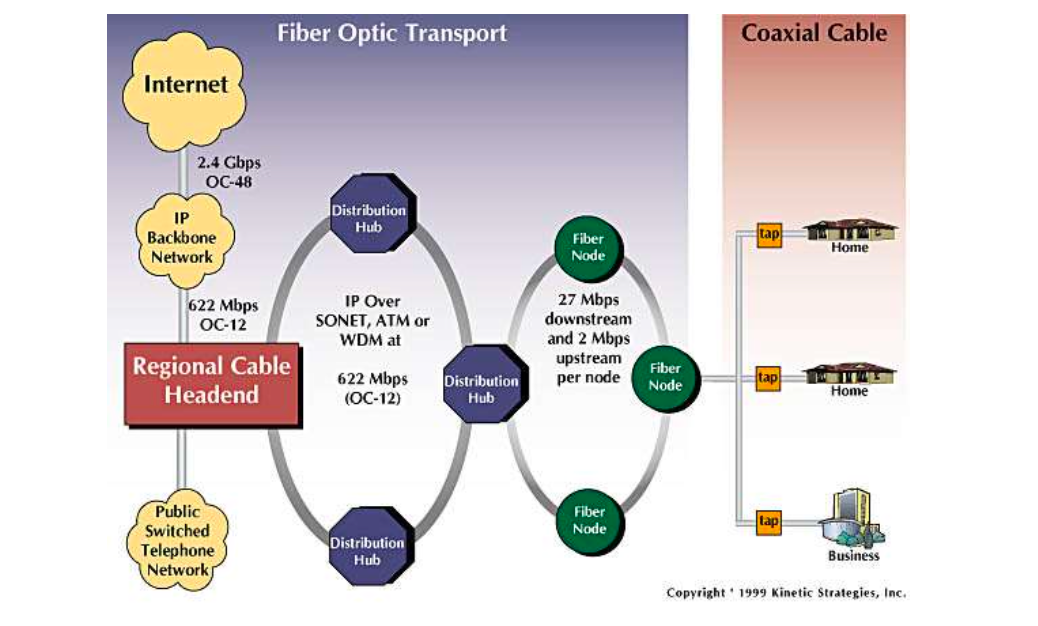 Fiber Optic Transport
Coaxial Cable
Internet
2.4 Gbps
OC-48
IP
Backbone
Network
622 Mbps
OC-12
Regional Cable
Headend
Public
Switched
Telephone
Network
Distribution
Hub
IP Over
SONET, ATM or
WDM at
622 Mbps
(OC-12)
Distribution
Hub
Distribution
Hub
Fiber
Node
27 Mbps
downstream
and 2 Mbps
upstream
per node
Fiber
Node
Fiber
Node
tap
Home
tap
Home
tap
Business
Copyright ' 1999 Kinetic Strategies, Inc.